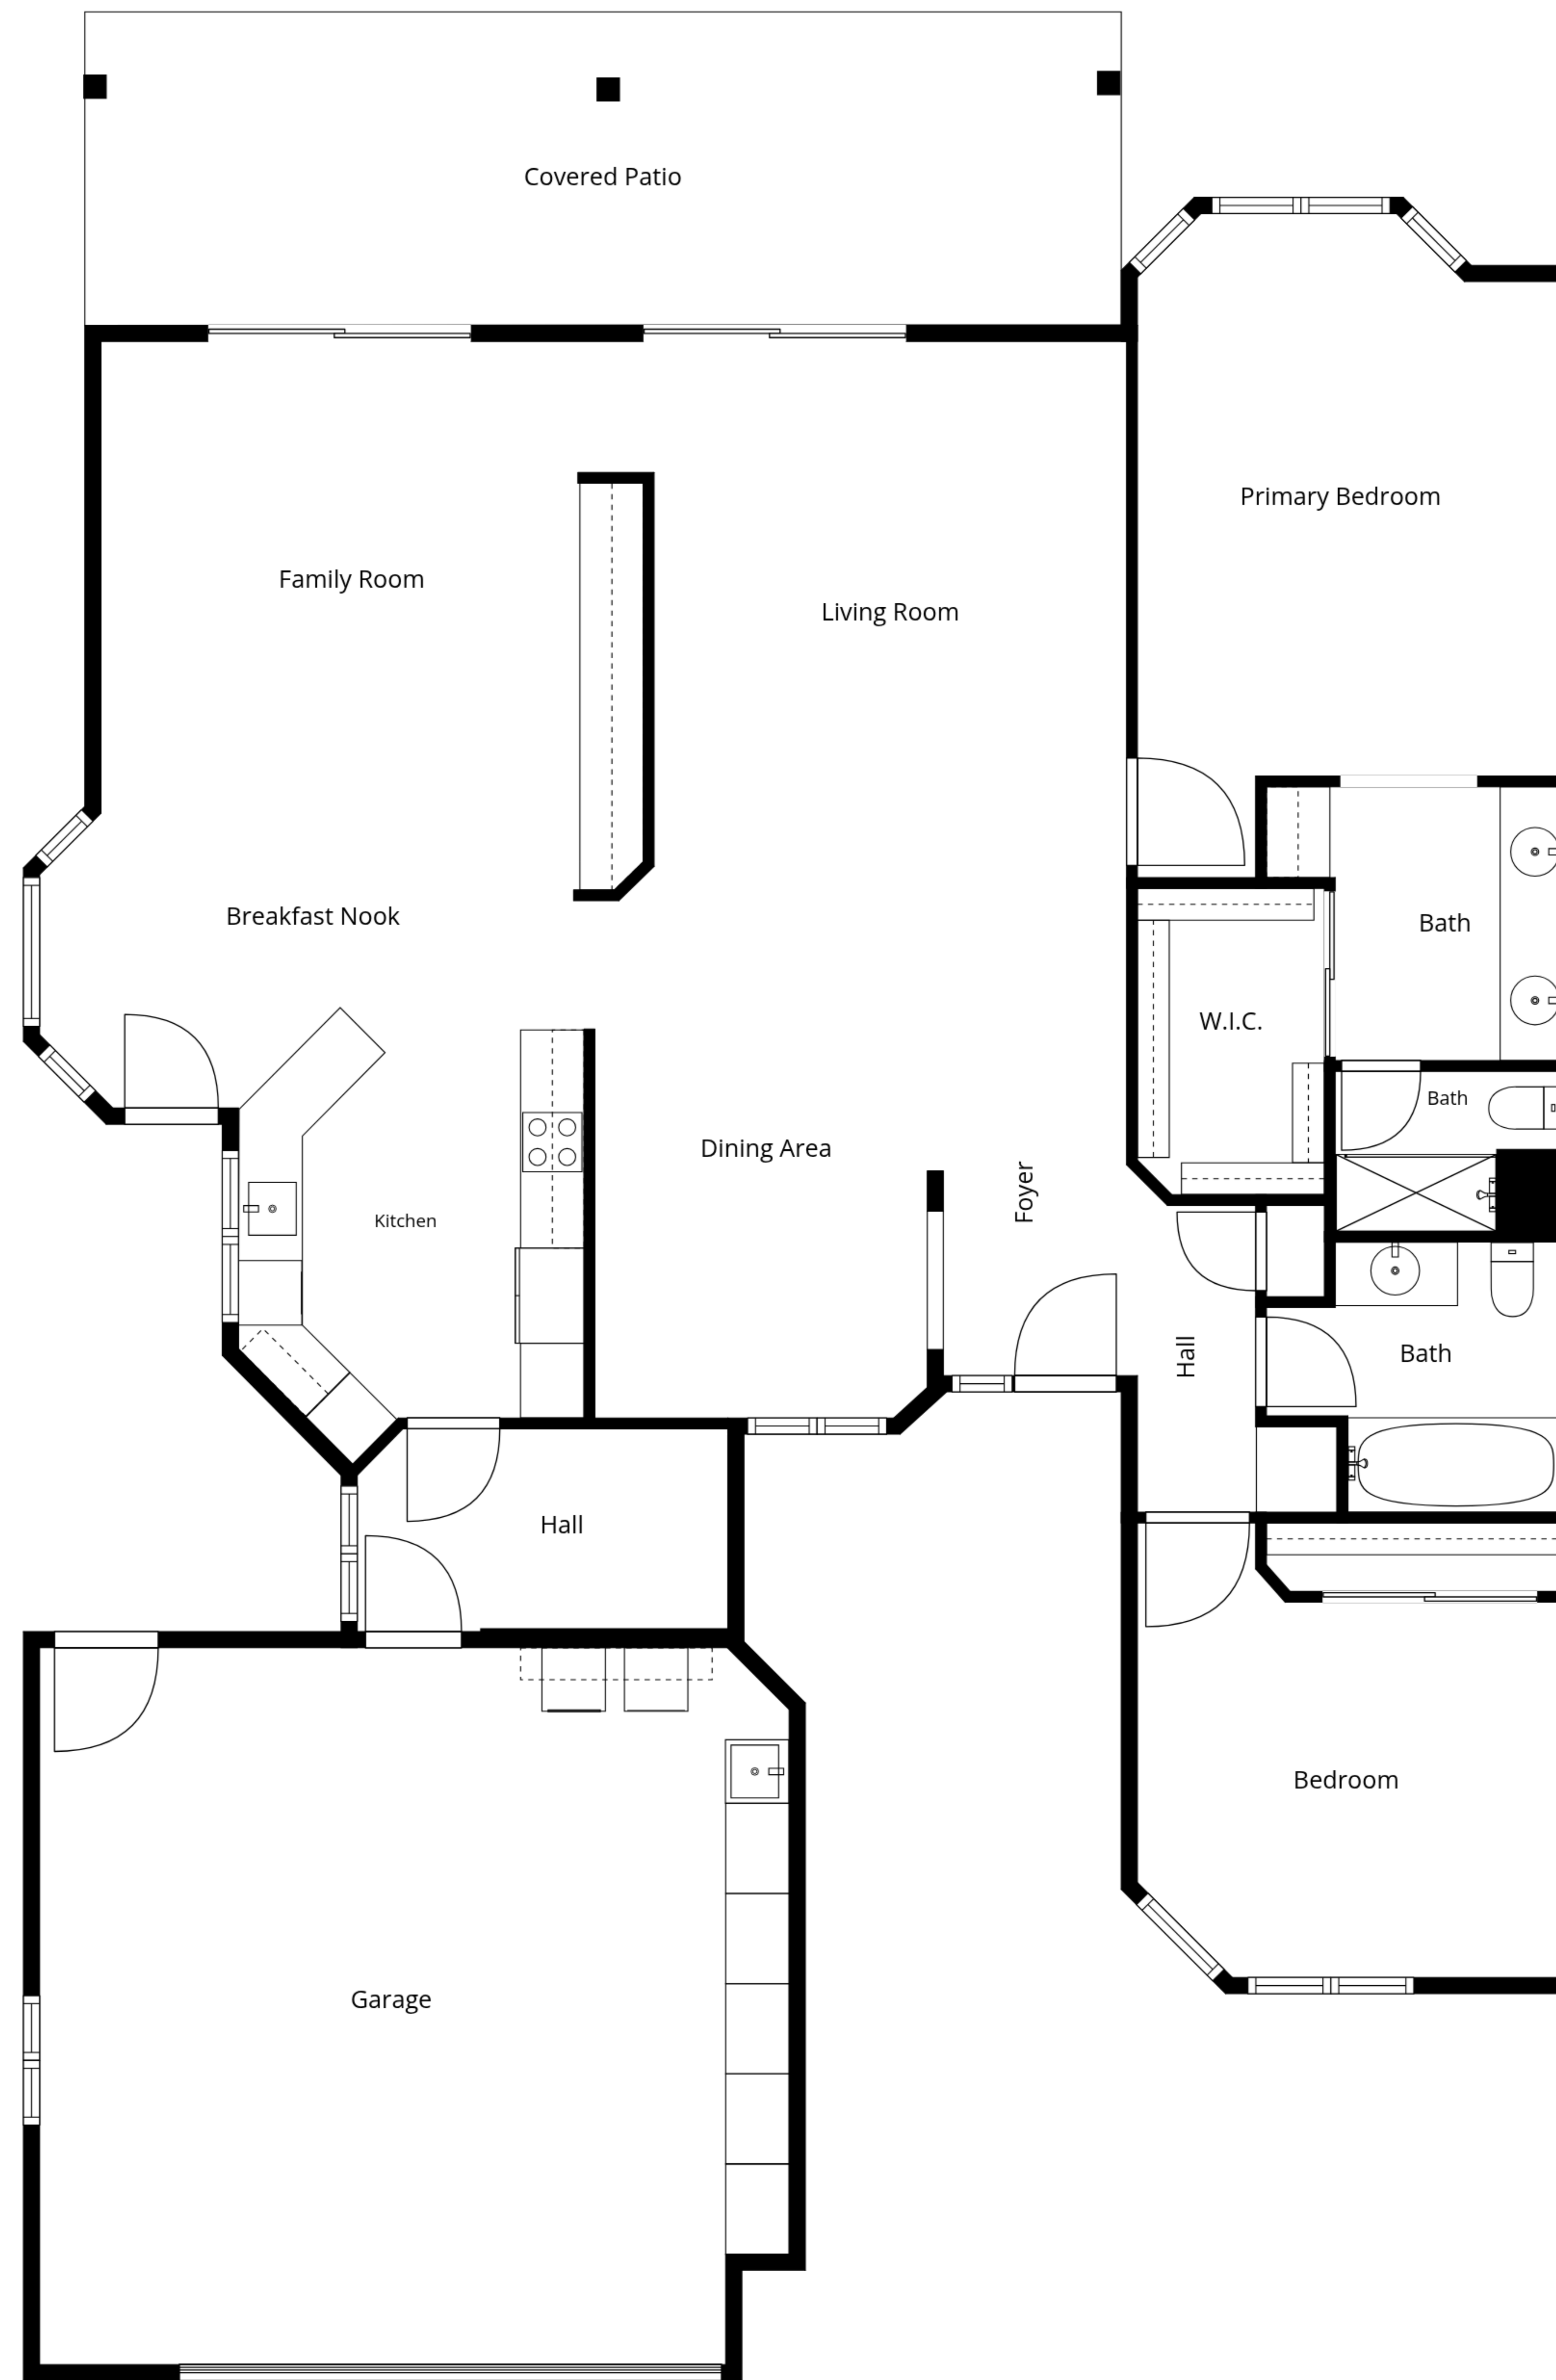 Covered Patio
Primary Bedroom
Family Room
Living Room
Breakfast Nook
Bath
W.I.C.
Bath
Dining Area
Foyer
Kitchen
Hall
Bath
Hall
Bedroom
Garage